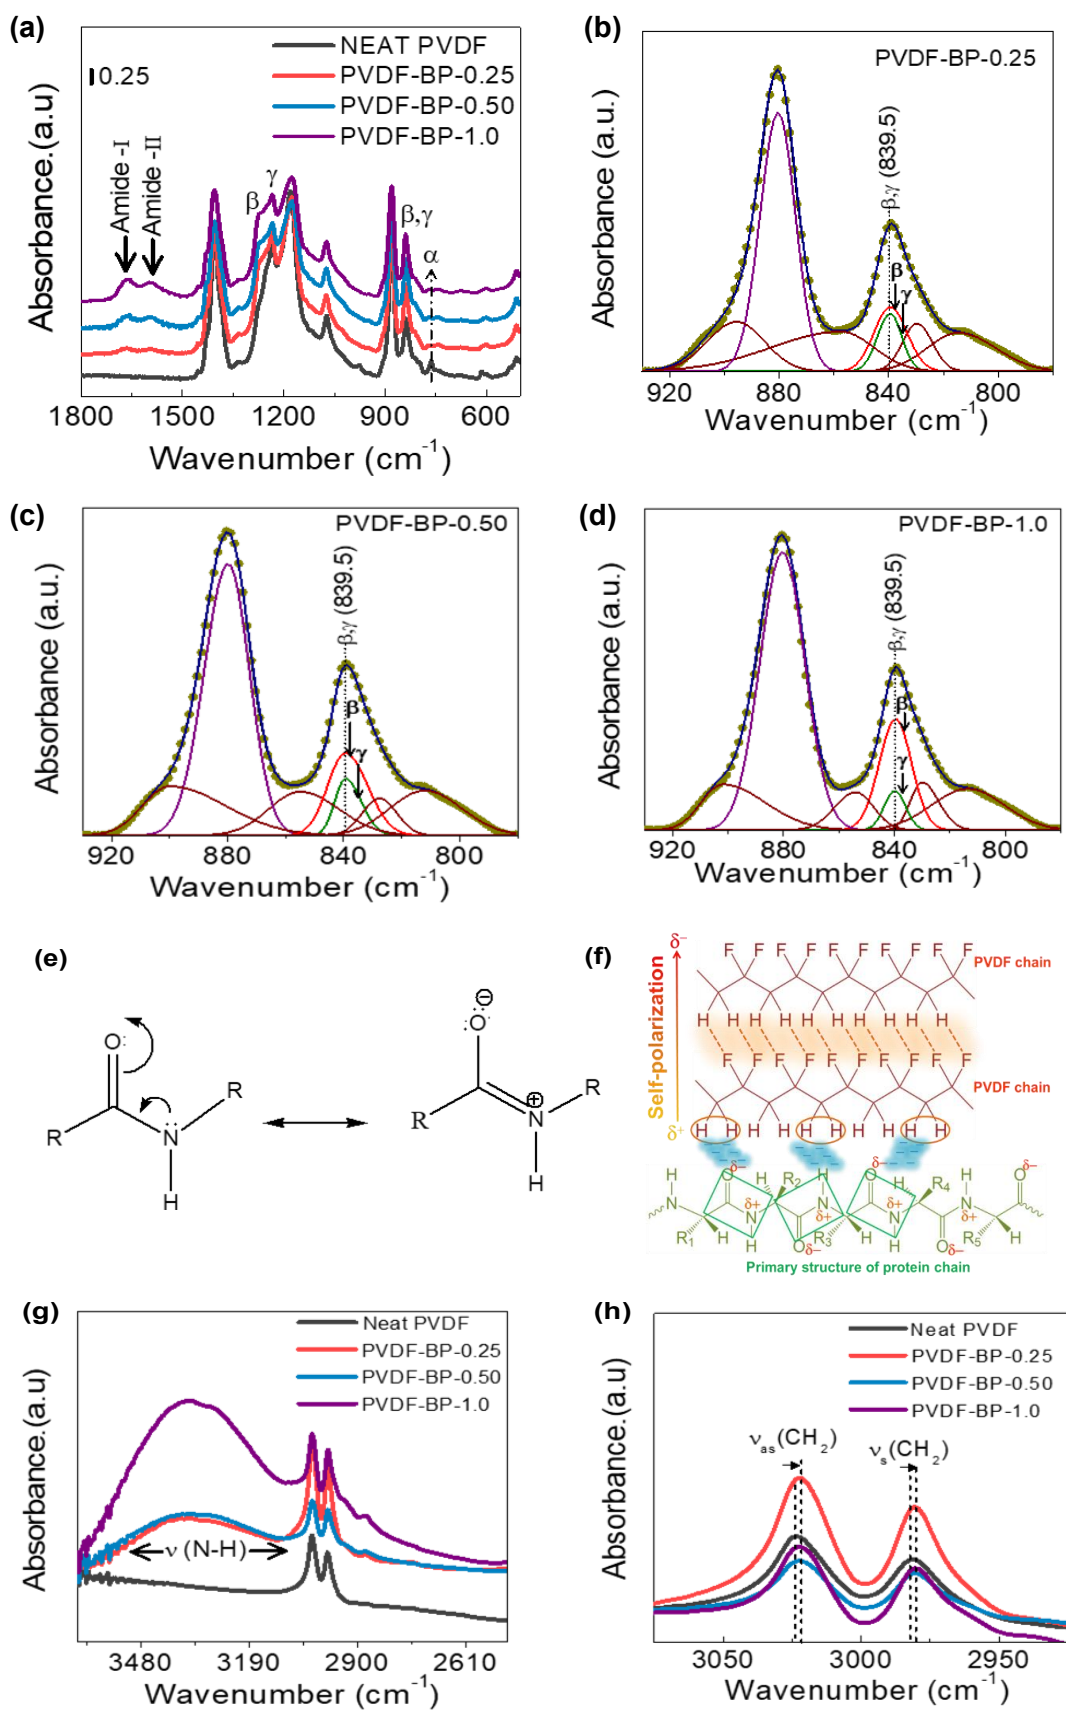 (a)
NEAT PVDF
PVDF-BP-0.25
PVDF-BP-0.50
PVDF-BP-1.0
0.25
Amide -I
Amide -II
β
γ
β,γ
α
Absorbance.(a.u)
1800 1500 1200 900 600
Wavenumber (cm⁻¹)
(b)
PVDF-BP-0.25
β,γ (839.5)
β
γ
Absorbance (a.u.)
920 880 840 800
Wavenumber (cm⁻¹)
(c)
PVDF-BP-0.50
β,γ (839.5)
β
γ
Absorbance (a.u.)
920 880 840 800
Wavenumber (cm⁻¹)
(d)
PVDF-BP-1.0
β,γ (839.5)
β
γ
Absorbance (a.u.)
920 880 840 800
Wavenumber (cm⁻¹)
(e)
O:
R
N
R
H
:O:
⊖
R
N
⊕
R
H
(f)
Self-polarization
δ−
δ+
F F F F F F F F
PVDF chain
H H H H H H H H
F F F F F F F F
PVDF chain
H H H H H H H H
H O δ− H R2 H O δ− H R4 H O δ−
N δ+ N δ+ N δ+ N δ+ N
R1 H H O δ− R3 H H O δ− R5 H
Primary structure of protein chain
(g)
Neat PVDF
PVDF-BP-0.25
PVDF-BP-0.50
PVDF-BP-1.0
ν (N-H)
Absorbance.(a.u)
3480 3190 2900 2610
Wavenumber (cm⁻¹)
(h)
Neat PVDF
PVDF-BP-0.25
PVDF-BP-0.50
PVDF-BP-1.0
νas(CH2)
νs(CH2)
Absorbance.(a.u)
3050 3000 2950
Wavenumber (cm⁻¹)